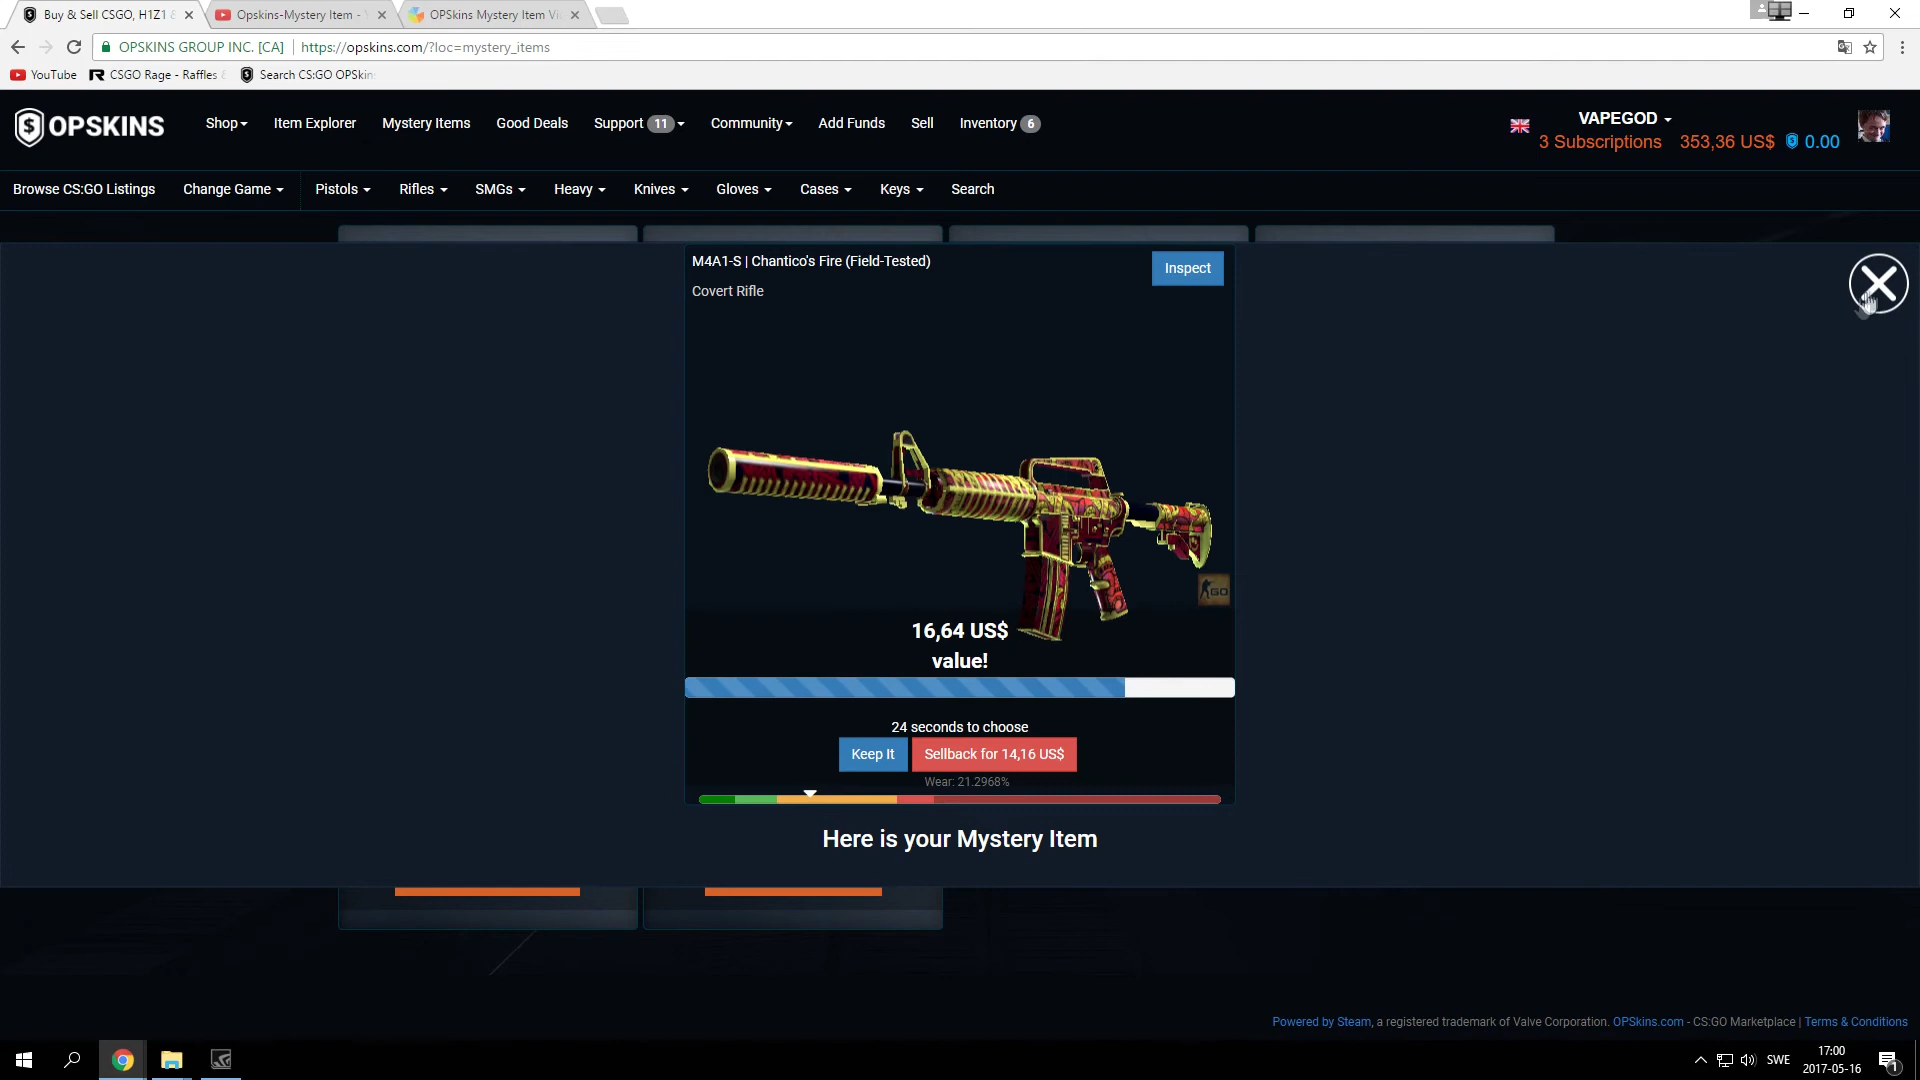 Buy & Sell CSGO, H1Z1 &
Opskins-Mystery Item - Y
OPSkins Mystery Item Vi
OPSKINS GROUP INC. [CA]
https://opskins.com/?loc=mystery_items
YouTube
CSGO Rage - Raffles &
Search CS:GO OPSkin
OPSKINS
Shop
Item Explorer
Mystery Items
Good Deals
Support 11
Community
Add Funds
Sell
Inventory 6
VAPEGOD
3 Subscriptions 353,36 US$ 0.00
Browse CS:GO Listings
Change Game
Pistols
Rifles
SMGs
Heavy
Knives
Gloves
Cases
Keys
Search
M4A1-S | Chantico's Fire (Field-Tested)
Inspect
Covert Rifle
GO
16,64 US$
value!
24 seconds to choose
Keep It
Sellback for 14,16 US$
Wear: 21.2968%
Here is your Mystery Item
Powered by Steam, a registered trademark of Valve Corporation. OPSkins.com - CS:GO Marketplace | Terms & Conditions
SWE
17:00
2017-05-16
1